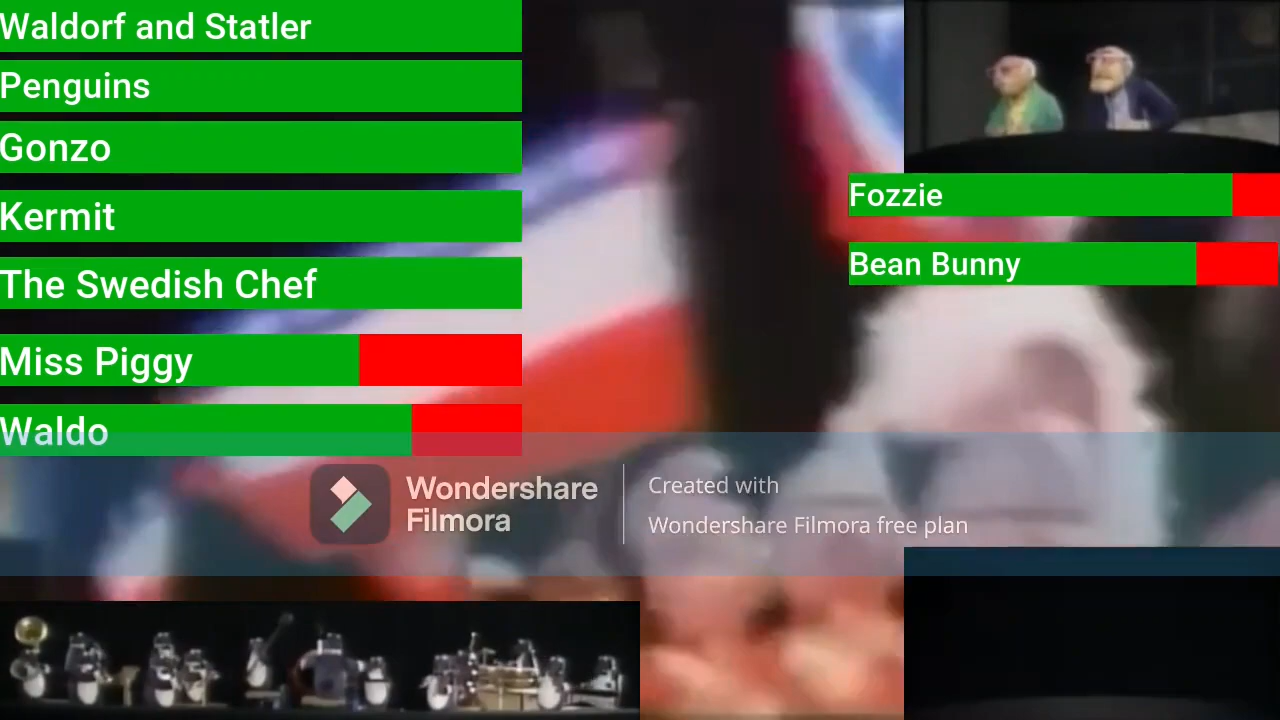 Waldorf and Statler
Penguins
Gonzo
Kermit
The Swedish Chef
Miss Piggy
Waldo
Fozzie
Bean Bunny
Wondershare
Filmora
Created with
Wondershare Filmora free plan